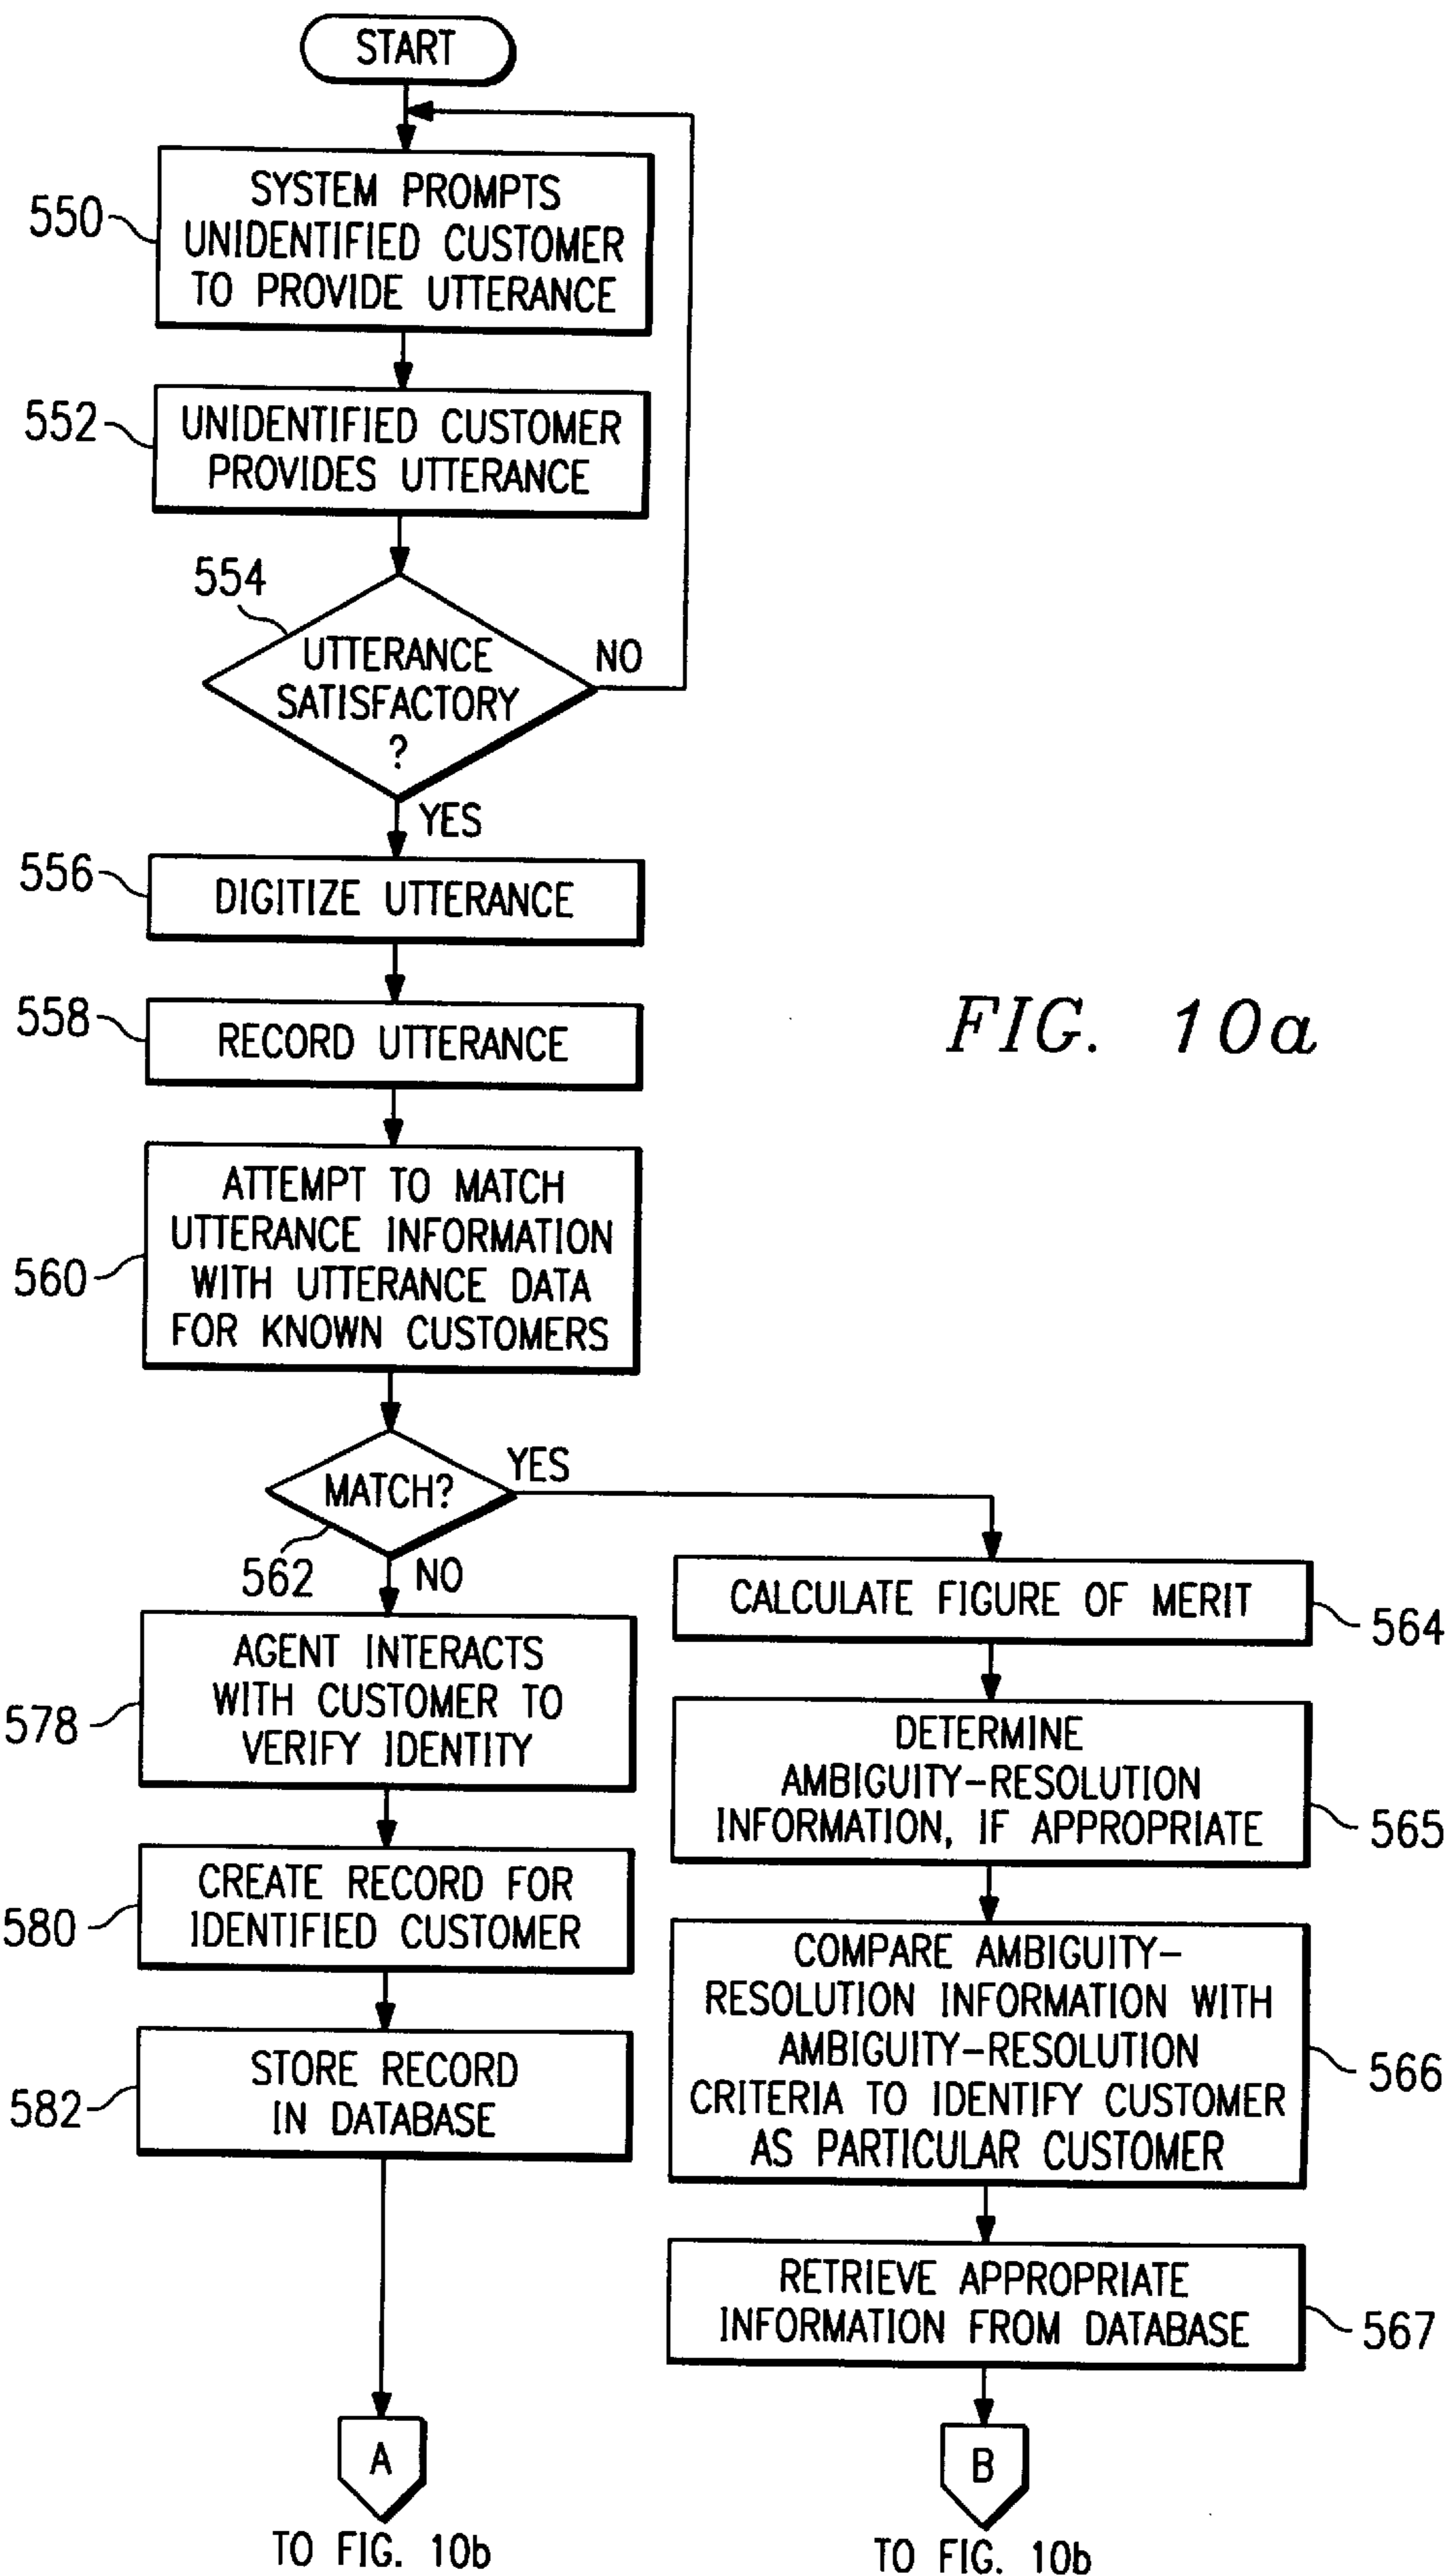 START
550
SYSTEM PROMPTS
UNIDENTIFIED CUSTOMER
TO PROVIDE UTTERANCE
552
UNIDENTIFIED CUSTOMER
PROVIDES UTTERANCE
554
UTTERANCE
SATISFACTORY
?
NO
YES
556
DIGITIZE UTTERANCE
558
RECORD UTTERANCE
FIG. 10a
560
ATTEMPT TO MATCH
UTTERANCE INFORMATION
WITH UTTERANCE DATA
FOR KNOWN CUSTOMERS
MATCH?
YES
562
NO
578
AGENT INTERACTS
WITH CUSTOMER TO
VERIFY IDENTITY
580
CREATE RECORD FOR
IDENTIFIED CUSTOMER
582
STORE RECORD
IN DATABASE
A
TO FIG. 10b
CALCULATE FIGURE OF MERIT
564
DETERMINE
AMBIGUITY-RESOLUTION
INFORMATION, IF APPROPRIATE
565
COMPARE AMBIGUITY-
RESOLUTION INFORMATION WITH
AMBIGUITY-RESOLUTION
CRITERIA TO IDENTIFY CUSTOMER
AS PARTICULAR CUSTOMER
566
RETRIEVE APPROPRIATE
INFORMATION FROM DATABASE
567
B
TO FIG. 10b